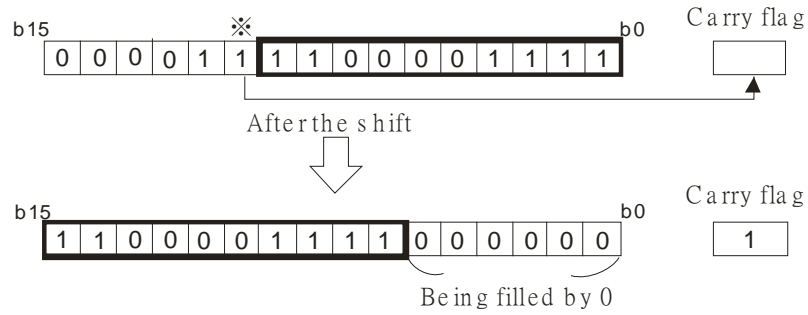 ※ Carry flag
b15 b0
0 0 0 0 1 1 1 1 0 0 0 0 1 1 1 1
After the shift
Carry flag
b15 b0
1 1 0 0 0 0 1 1 1 1 0 0 0 0 0 0 1
Being filled by 0